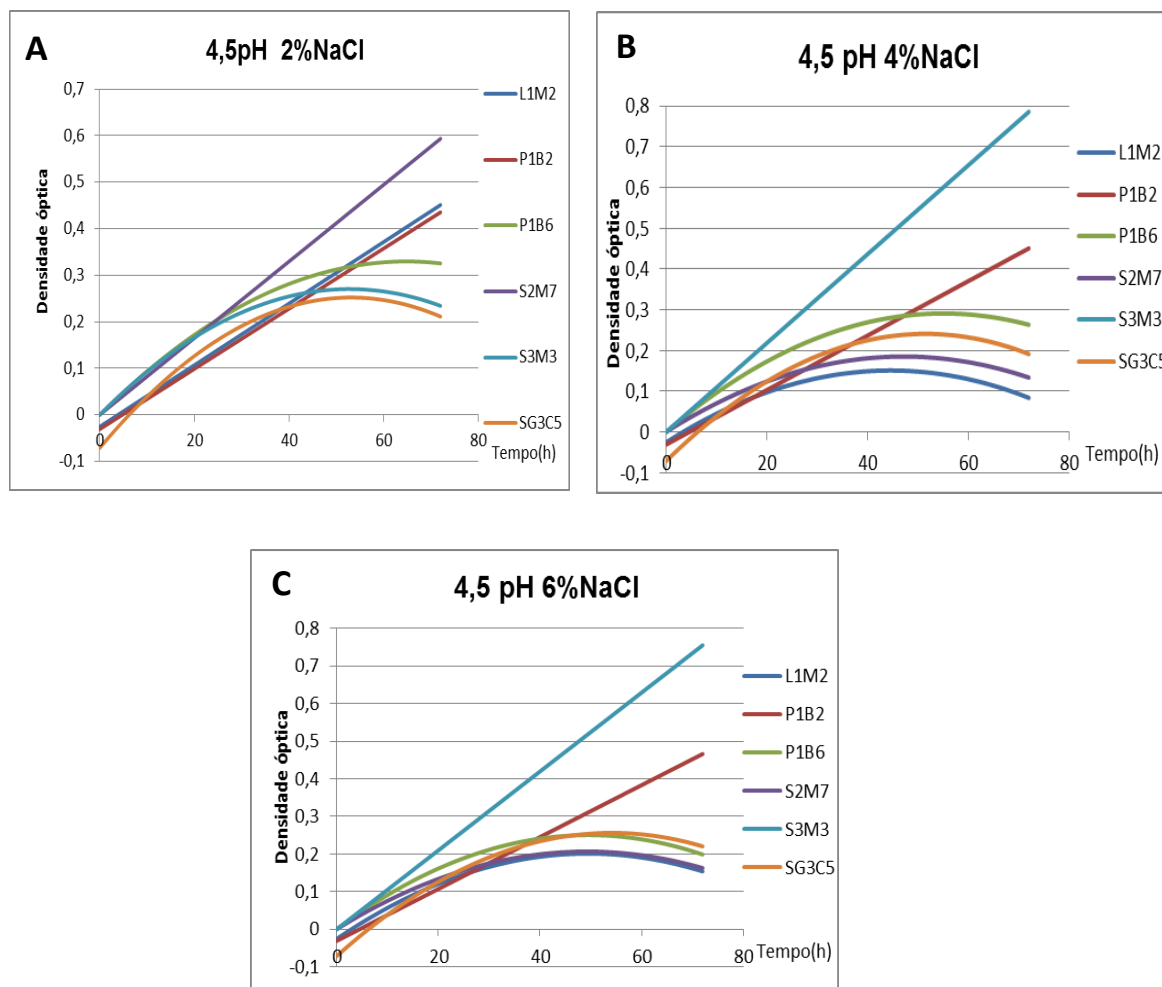 A
4,5pH 2%NaCl
Densidade óptica
0,7
0,6
0,5
0,4
0,3
0,2
0,1
0
-0,1
0
20
40
60
80
Tempo(h)
L1M2
P1B2
P1B6
S2M7
S3M3
SG3C5
B
4,5 pH 4%NaCl
Densidade óptica
0,8
0,7
0,6
0,5
0,4
0,3
0,2
0,1
0
-0,1
0
20
40
60
80
Tempo(h)
L1M2
P1B2
P1B6
S2M7
S3M3
SG3C5
C
4,5 pH 6%NaCl
Densidade óptica
0,8
0,7
0,6
0,5
0,4
0,3
0,2
0,1
0
-0,1
0
20
40
60
80
Tempo(h)
L1M2
P1B2
P1B6
S2M7
S3M3
SG3C5